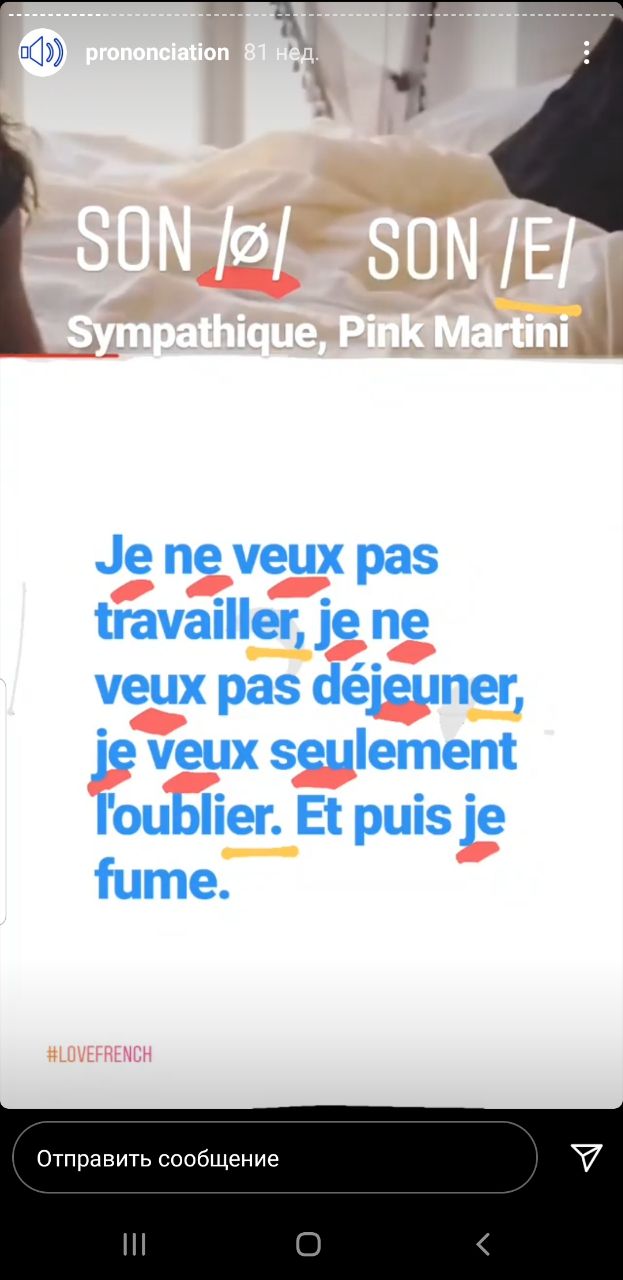 prononciation 81 нед.
SON /ø/ SON /E/
Sympathique, Pink Martini
Je ne veux pas
travailler, je ne
veux pas déjeuner,
je veux seulement
l'oublier. Et puis je
fume.
#LOVEFRENCH
Отправить сообщение